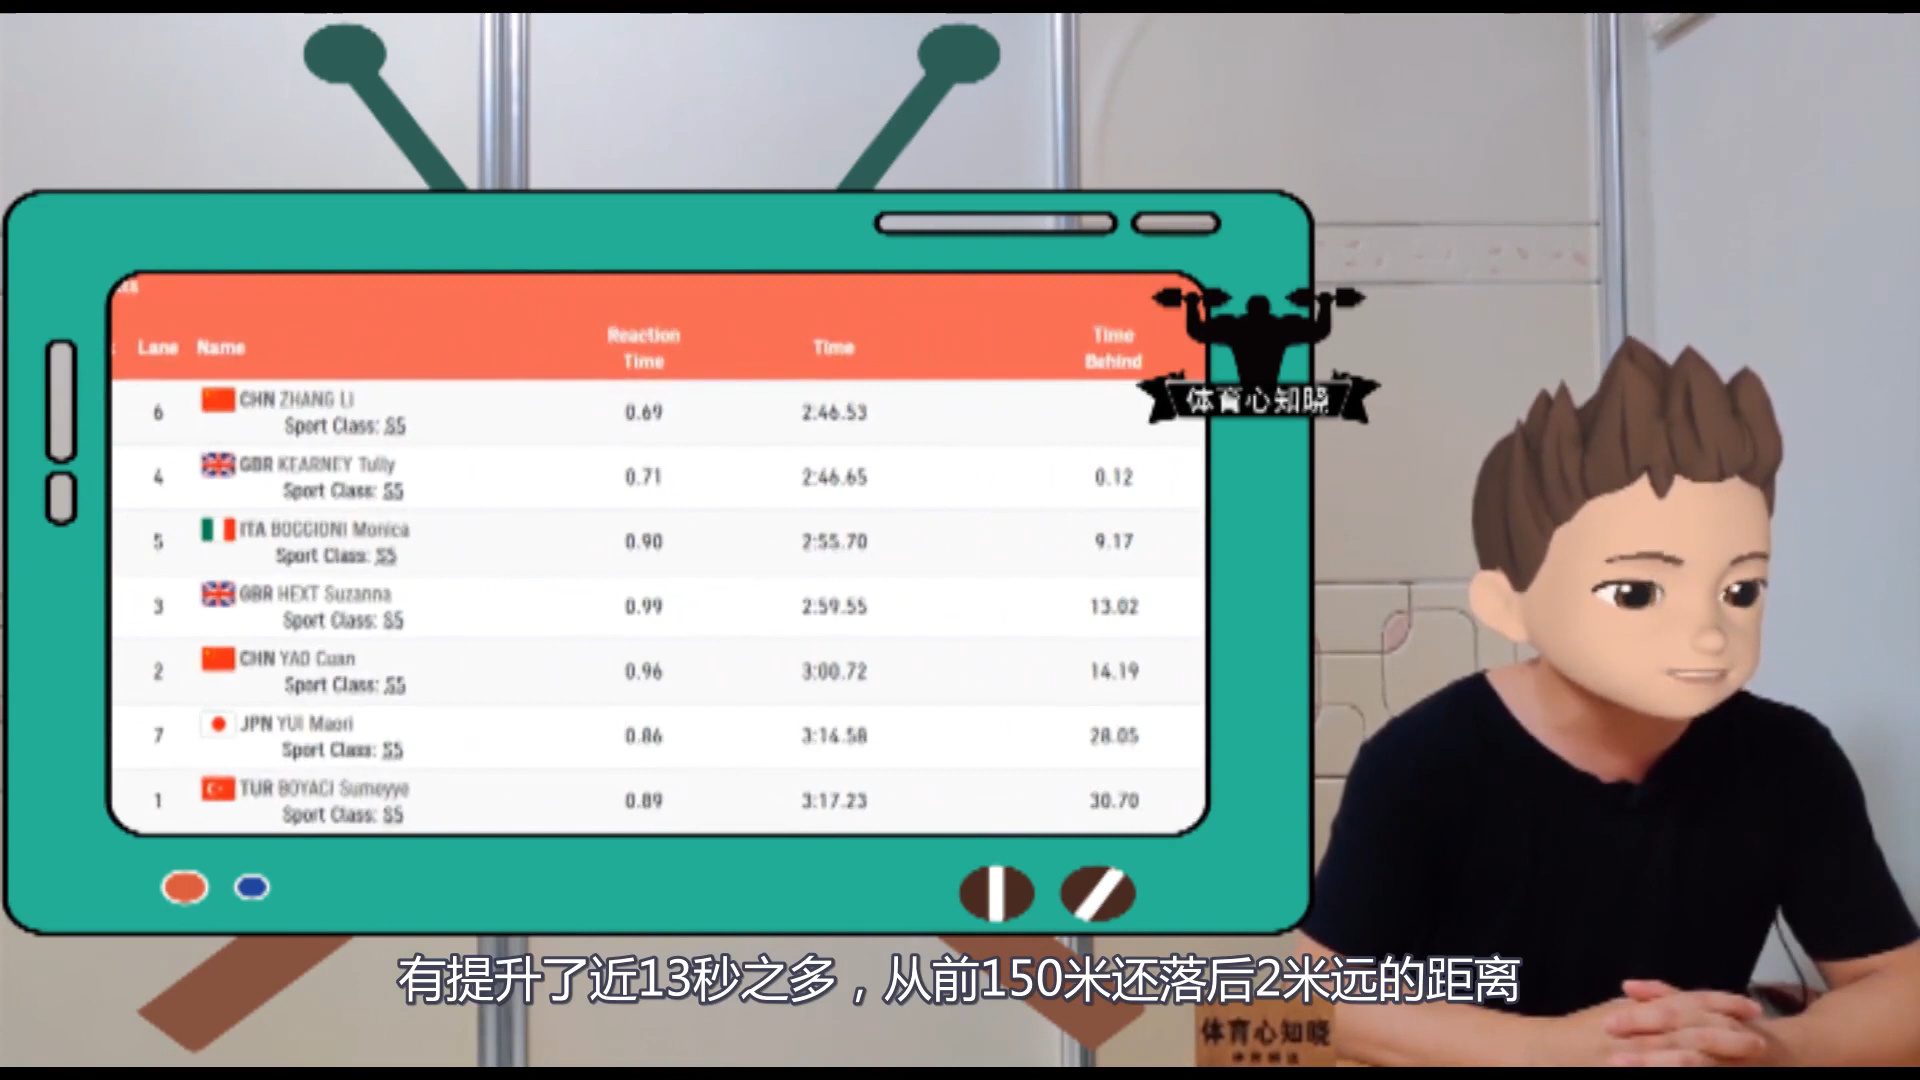 Lane Name Reaction Time Time Time Behind
6 CHN ZHANG Li 0.69 2:46.53
Sport Class: S5
4 GBR KEARNEY Tully 0.71 2:46.65 0.12
Sport Class: S5
5 ITA BOGGIONI Monica 0.90 2:55.70 9.17
Sport Class: S5
3 GBR HEXT Suzanna 0.99 2:59.55 13.02
Sport Class: S5
2 CHN YAO Cuan 0.96 3:00.72 14.19
Sport Class: S5
7 JPN YUI Maori 0.86 3:14.58 28.05
Sport Class: S5
1 TUR BOYACI Sumeyye 0.89 3:17.23 30.70
Sport Class: S5
体育心知晓
有提升了近13秒之多，从前150米还落后2米远的距离
体育心知晓